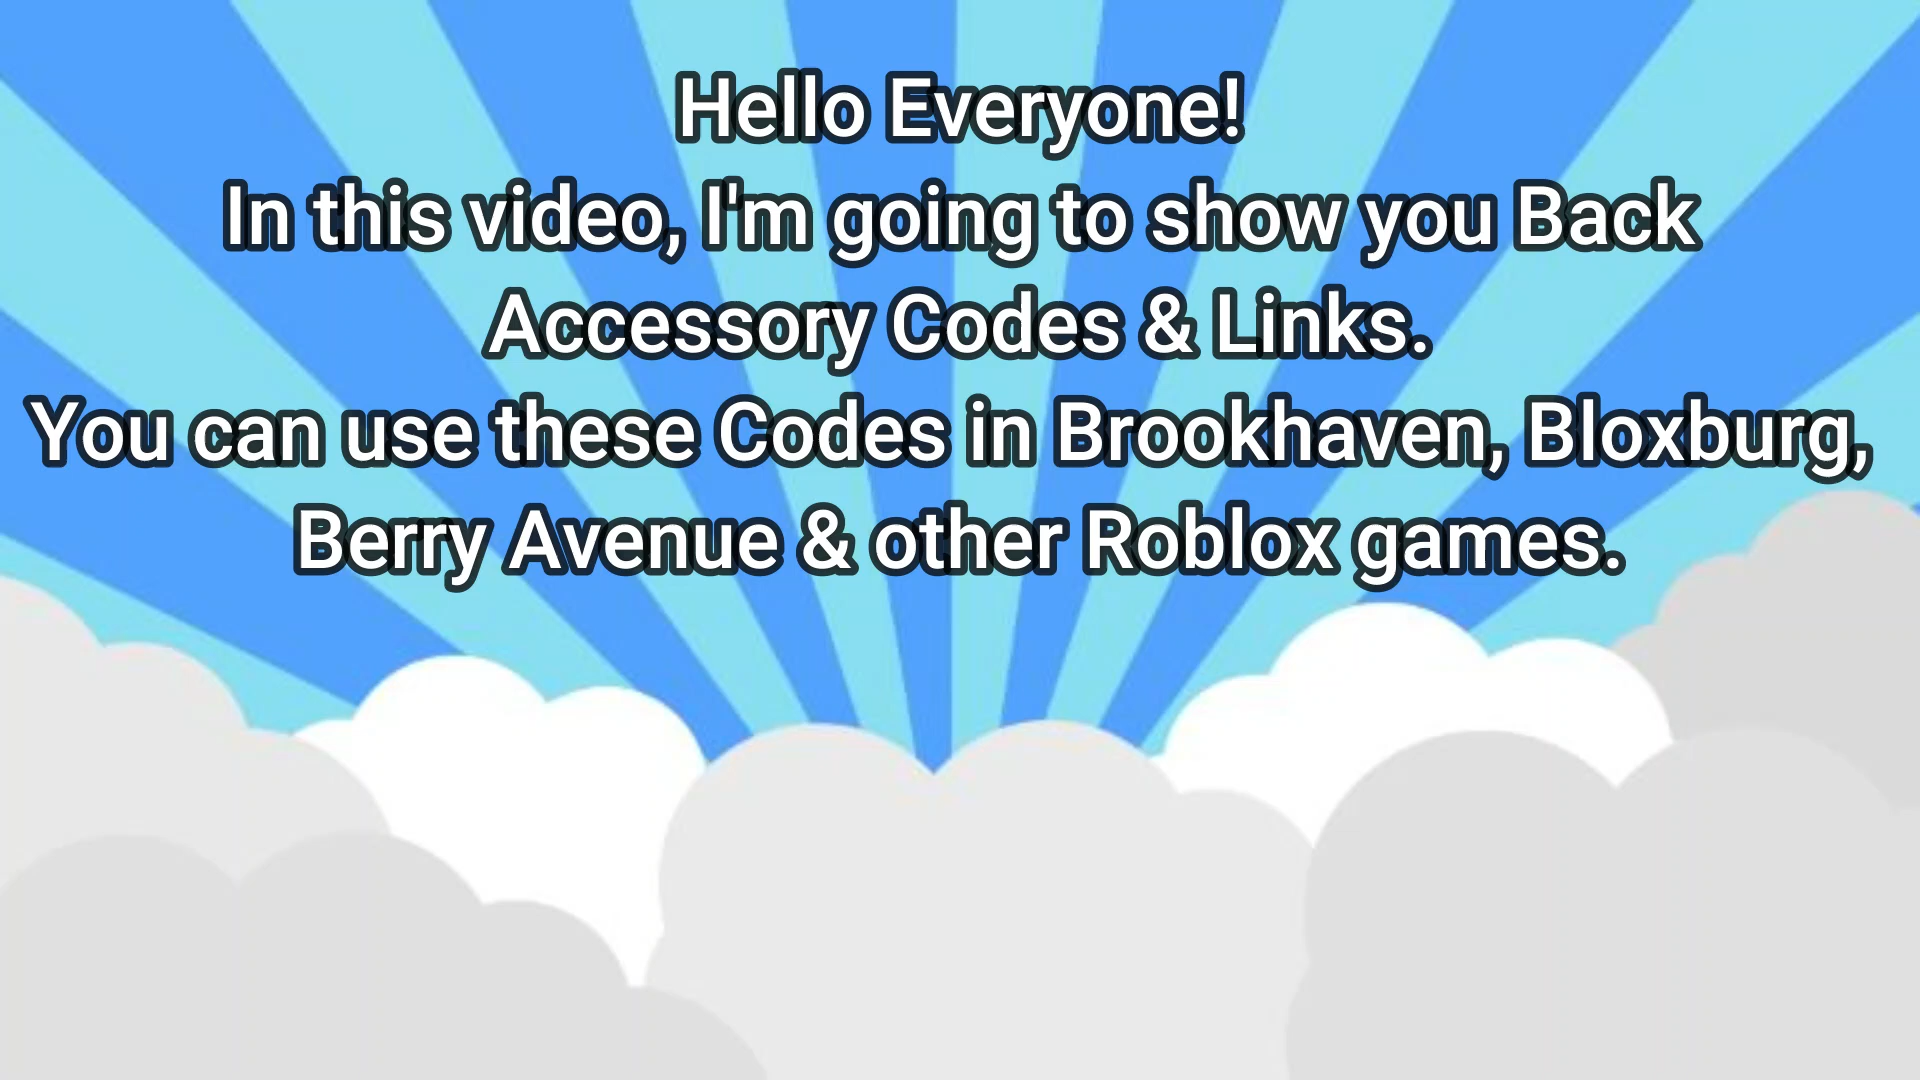 Hello Everyone!
In this video, I'm going to show you Back
Accessory Codes & Links.
You can use these Codes in Brookhaven, Bloxburg,
Berry Avenue & other Roblox games.